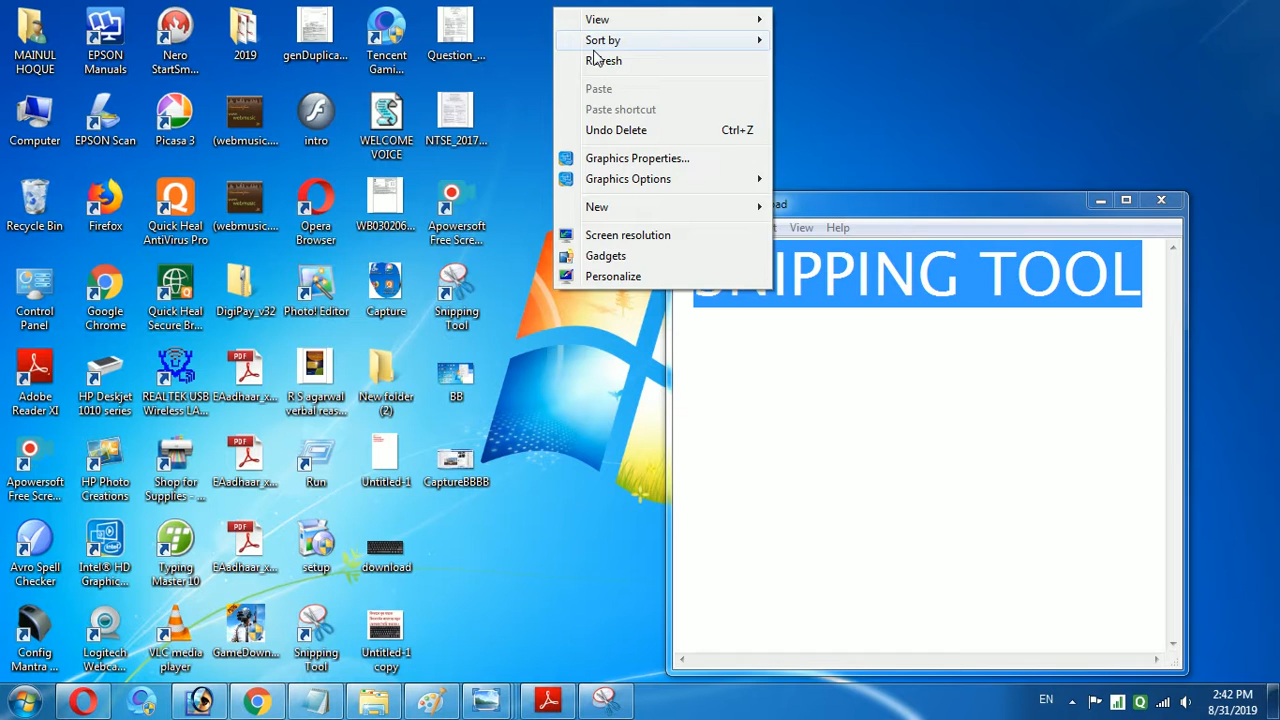 MAINUL
HOQUE
EPSON
Manuals
Nero
StartSm...
2019
genDuplica...
Tencent
Gami...
Question_...
Computer
EPSON Scan
Picasa 3
(webmusic....
intro
WELCOME
VOICE
NTSE_2017...
Recycle Bin
Firefox
Quick Heal
AntiVirus Pro
(webmusic....
Opera
Browser
WB030206...
Apowersoft
Free Scre...
Control
Panel
Google
Chrome
Quick Heal
Secure Br...
DigiPay_v32
Photo! Editor
Capture
Snipping
Tool
Adobe
Reader XI
HP Deskjet
1010 series
REALTEK USB
Wireless LA...
EAadhaar_x...
R S agarwal
verbal reas...
New folder
(2)
BB
Apowersoft
Free Scre...
HP Photo
Creations
Shop for
Supplies - ...
EAadhaar_x...
Run
Untitled-1
CaptureBBBB
Avro Spell
Checker
Intel® HD
Graphic...
Typing
Master 10
EAadhaar_x...
setup
download
Config
Mantra ...
Logitech
Webca...
VLC media
player
GameDown...
Snipping
Tool
Untitled-1
copy
View
Sort by
Refresh
Paste
Paste shortcut
Undo Delete Ctrl+Z
Graphics Properties...
Graphics Options
New
Screen resolution
Gadgets
Personalize
View Help
SNIPPING TOOL
EN
2:42 PM
8/31/2019